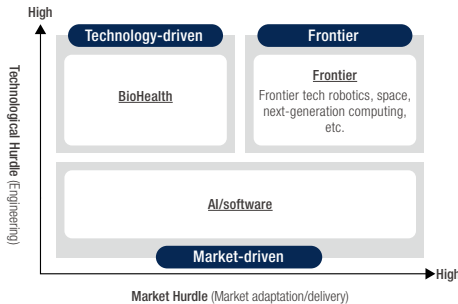 High
Technology-driven
Frontier
BioHealth
Frontier
Frontier tech robotics, space,
next-generation computing,
etc.
Technological Hurdle (Engineering)
AI/software
Market-driven
High
Market Hurdle (Market adaptation/delivery)